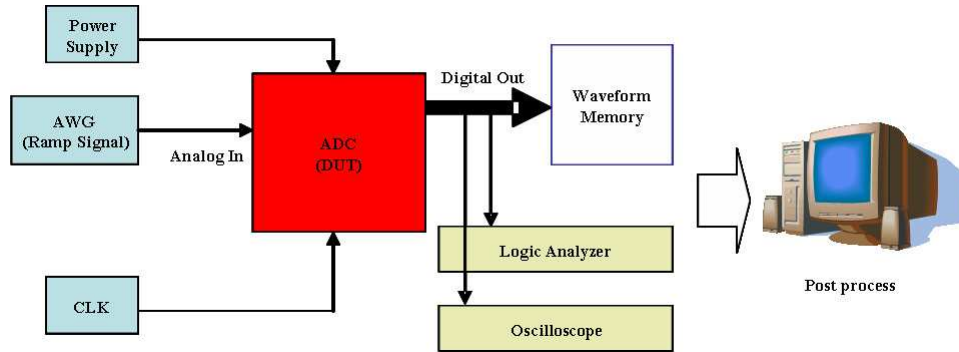 Power
Supply
AWG
(Ramp Signal)
Analog In
CLK
ADC
(DUT)
Digital Out
Waveform
Memory
Logic Analyzer
Oscilloscope
Post process